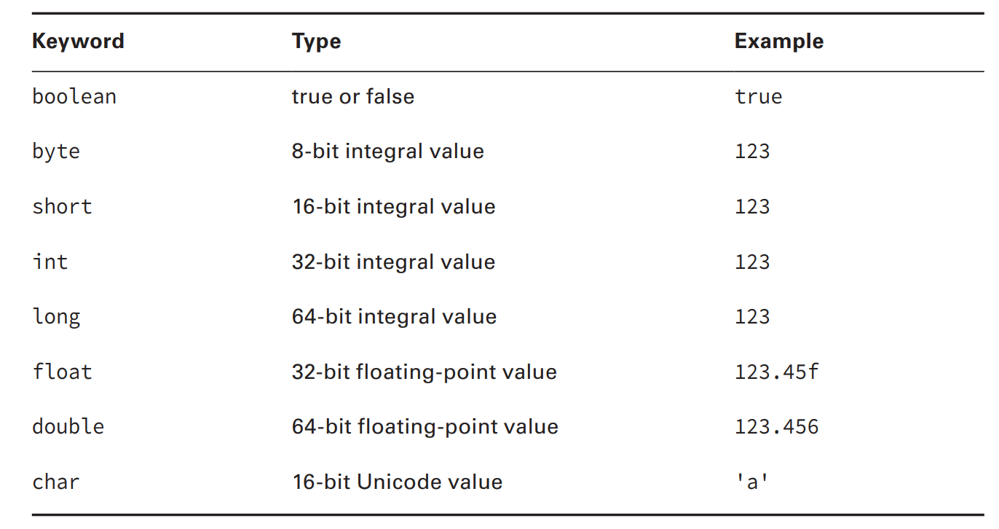 Keyword Type Example
boolean true or false true
byte 8-bit integral value 123
short 16-bit integral value 123
int 32-bit integral value 123
long 64-bit integral value 123
float 32-bit floating-point value 123.45f
double 64-bit floating-point value 123.456
char 16-bit Unicode value 'a'